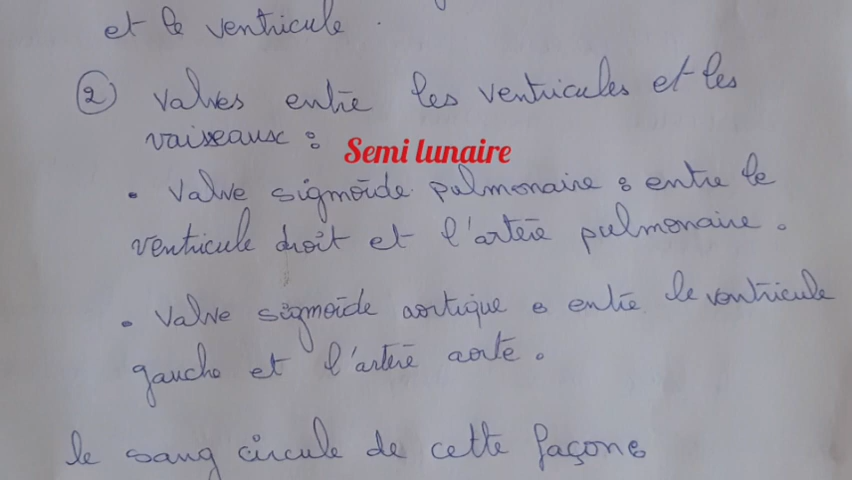 et le ventricule .
② Valves entre les ventricules et les
vaisseaux :
Semi lunaire
• Valve sigmoïde pulmonaire : entre le
ventricule droit et l'artère pulmonaire .
• Valve sigmoïde aortique : entre le ventricule
gauche et l'artère aorte .
le sang circule de cette façon :